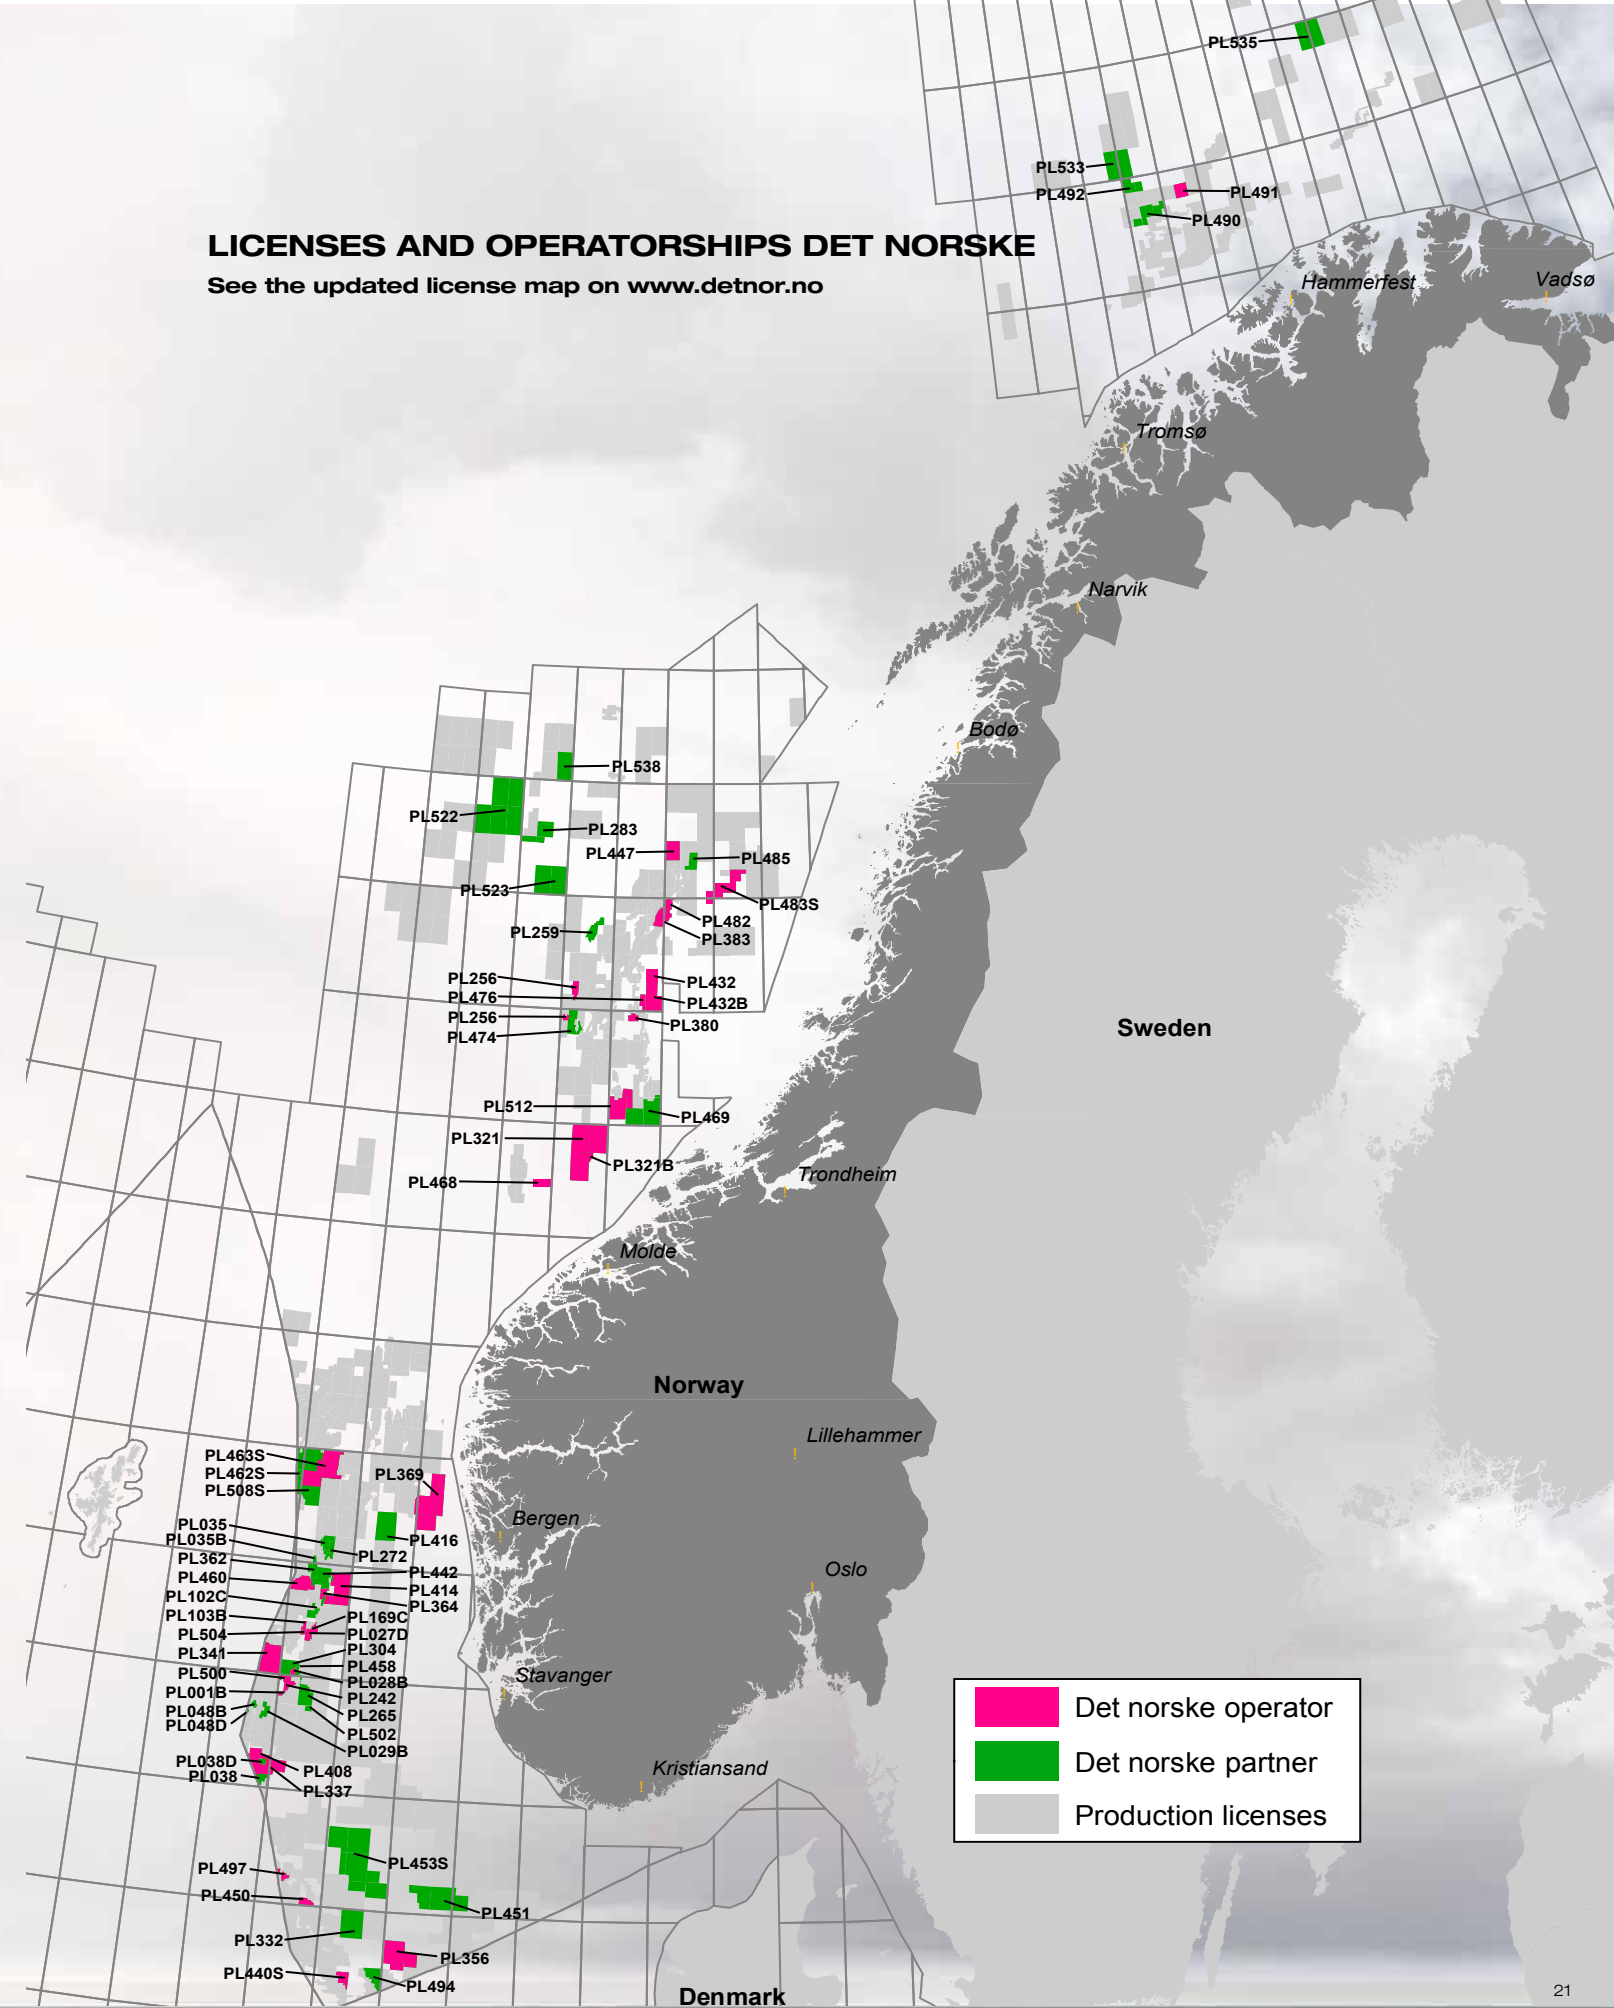 PL535
PL533
PL492
PL491
PL490
LICENSES AND OPERATORSHIPS DET NORSKE
See the updated license map on www.detnor.no
Hammerfest
Vadsø
Tromsø
Narvik
Bodø
PL538
PL522
PL283
PL447
PL485
PL523
PL483S
PL482
PL259
PL383
PL256
PL432
PL476
PL432B
PL256
PL380
PL474
Sweden
PL512
PL469
PL321
PL321B
PL468
Trondheim
Molde
Norway
Lillehammer
PL463S
PL462S
PL369
PL508S
PL035
Bergen
PL035B
PL416
PL362
PL272
PL460
PL442
Oslo
PL102C
PL414
PL364
PL103B
PL169C
PL504
PL027D
PL341
PL304
PL500
PL458
PL028B
Stavanger
PL001B
PL242
PL048B
PL265
PL048D
PL502
PL029B
PL038D
PL408
PL038
PL337
Kristiansand
Det norske operator
Det norske partner
Production licenses
PL453S
PL497
PL450
PL451
PL332
PL356
PL440S
PL494
Denmark
21